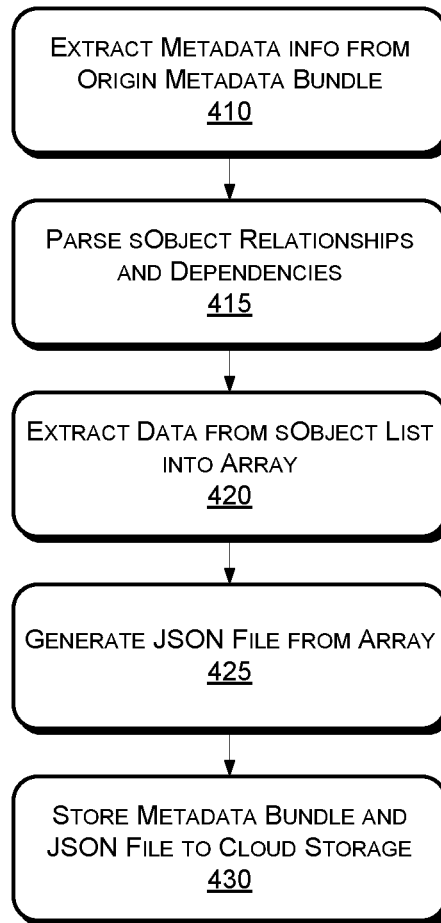 Extract Metadata info from
Origin Metadata Bundle
410
Parse sObject Relationships
and Dependencies
415
Extract Data from sObject List
into Array
420
Generate JSON File from Array
425
Store Metadata Bundle and
JSON File to Cloud Storage
430